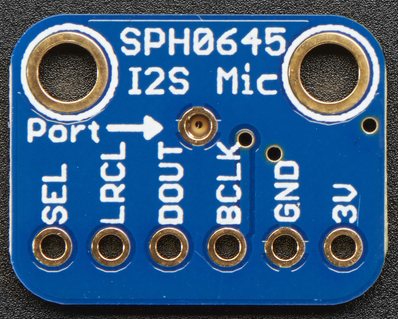 SPH0645
I2S Mic
Port
SEL
LRCL
DOUT
BCLK
GND
3V